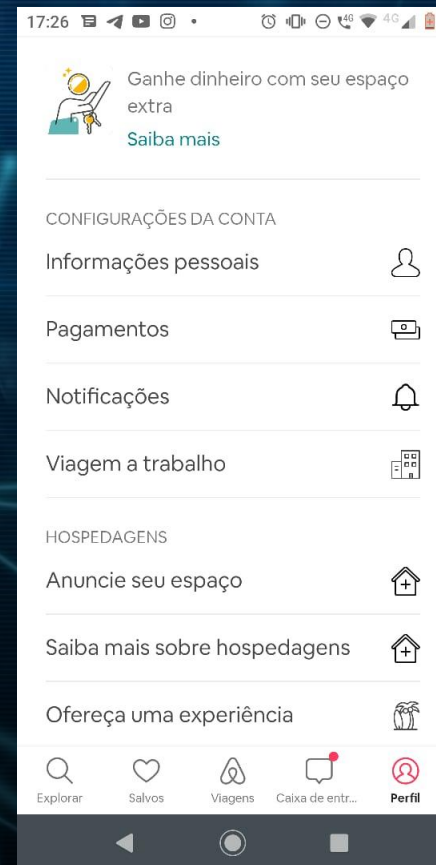 17:26
4G
4G
Ganhe dinheiro com seu espaço
extra
Saiba mais
CONFIGURAÇÕES DA CONTA
Informações pessoais
Pagamentos
Notificações
Viagem a trabalho
HOSPEDAGENS
Anuncie seu espaço
Saiba mais sobre hospedagens
Ofereça uma experiência
Explorar
Salvos
Viagens
Caixa de entr...
Perfil